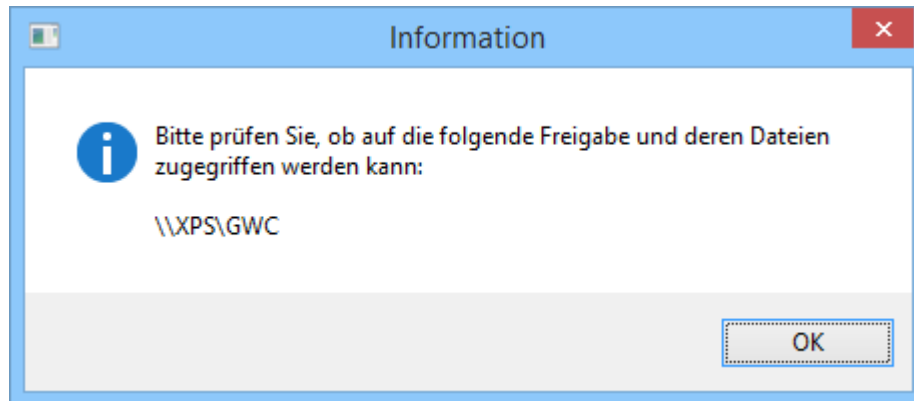 Information
Bitte prüfen Sie, ob auf die folgende Freigabe und deren Dateien
zugegriffen werden kann:
\\XPS\GWC
OK